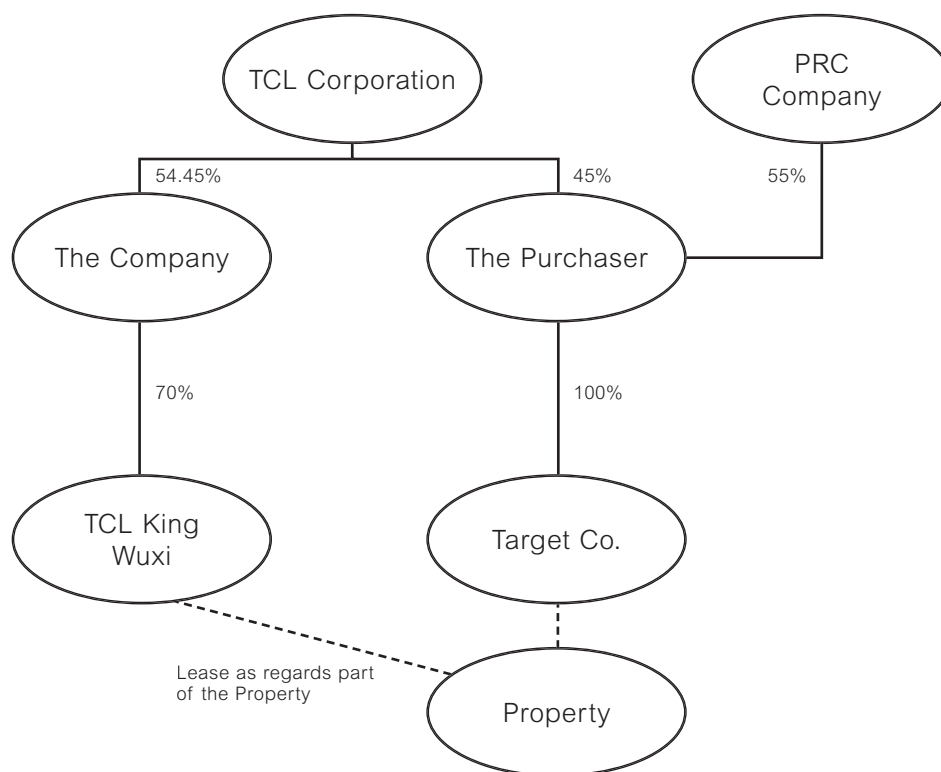 TCL Corporation
PRC
Company
54.45%
45%
55%
The Company
The Purchaser
70%
100%
TCL King
Wuxi
Target Co.
Lease as regards part
of the Property
Property